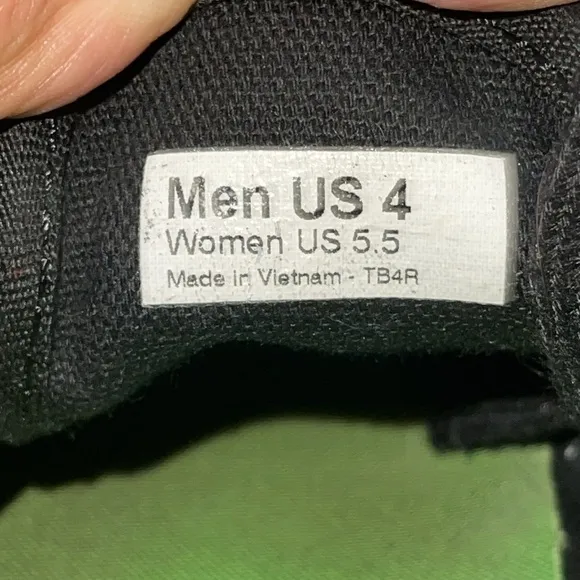 Men US 4
Women US 5.5
Made in Vietnam - TB4R